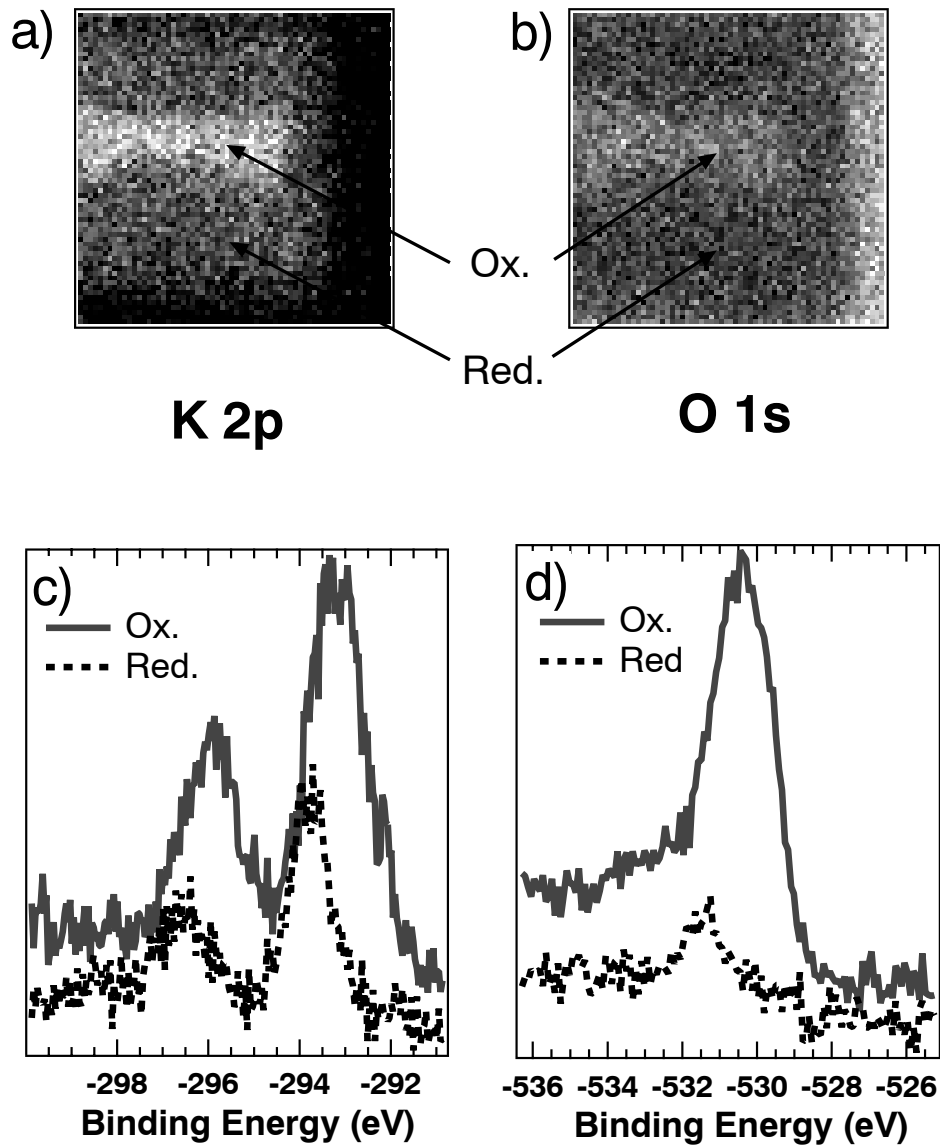 a)
b)
Ox.
Red.
K 2p
O 1s
c)
Ox.
Red.
-298 -296 -294 -292
Binding Energy (eV)
d)
Ox.
Red
-536 -534 -532 -530 -528 -526
Binding Energy (eV)